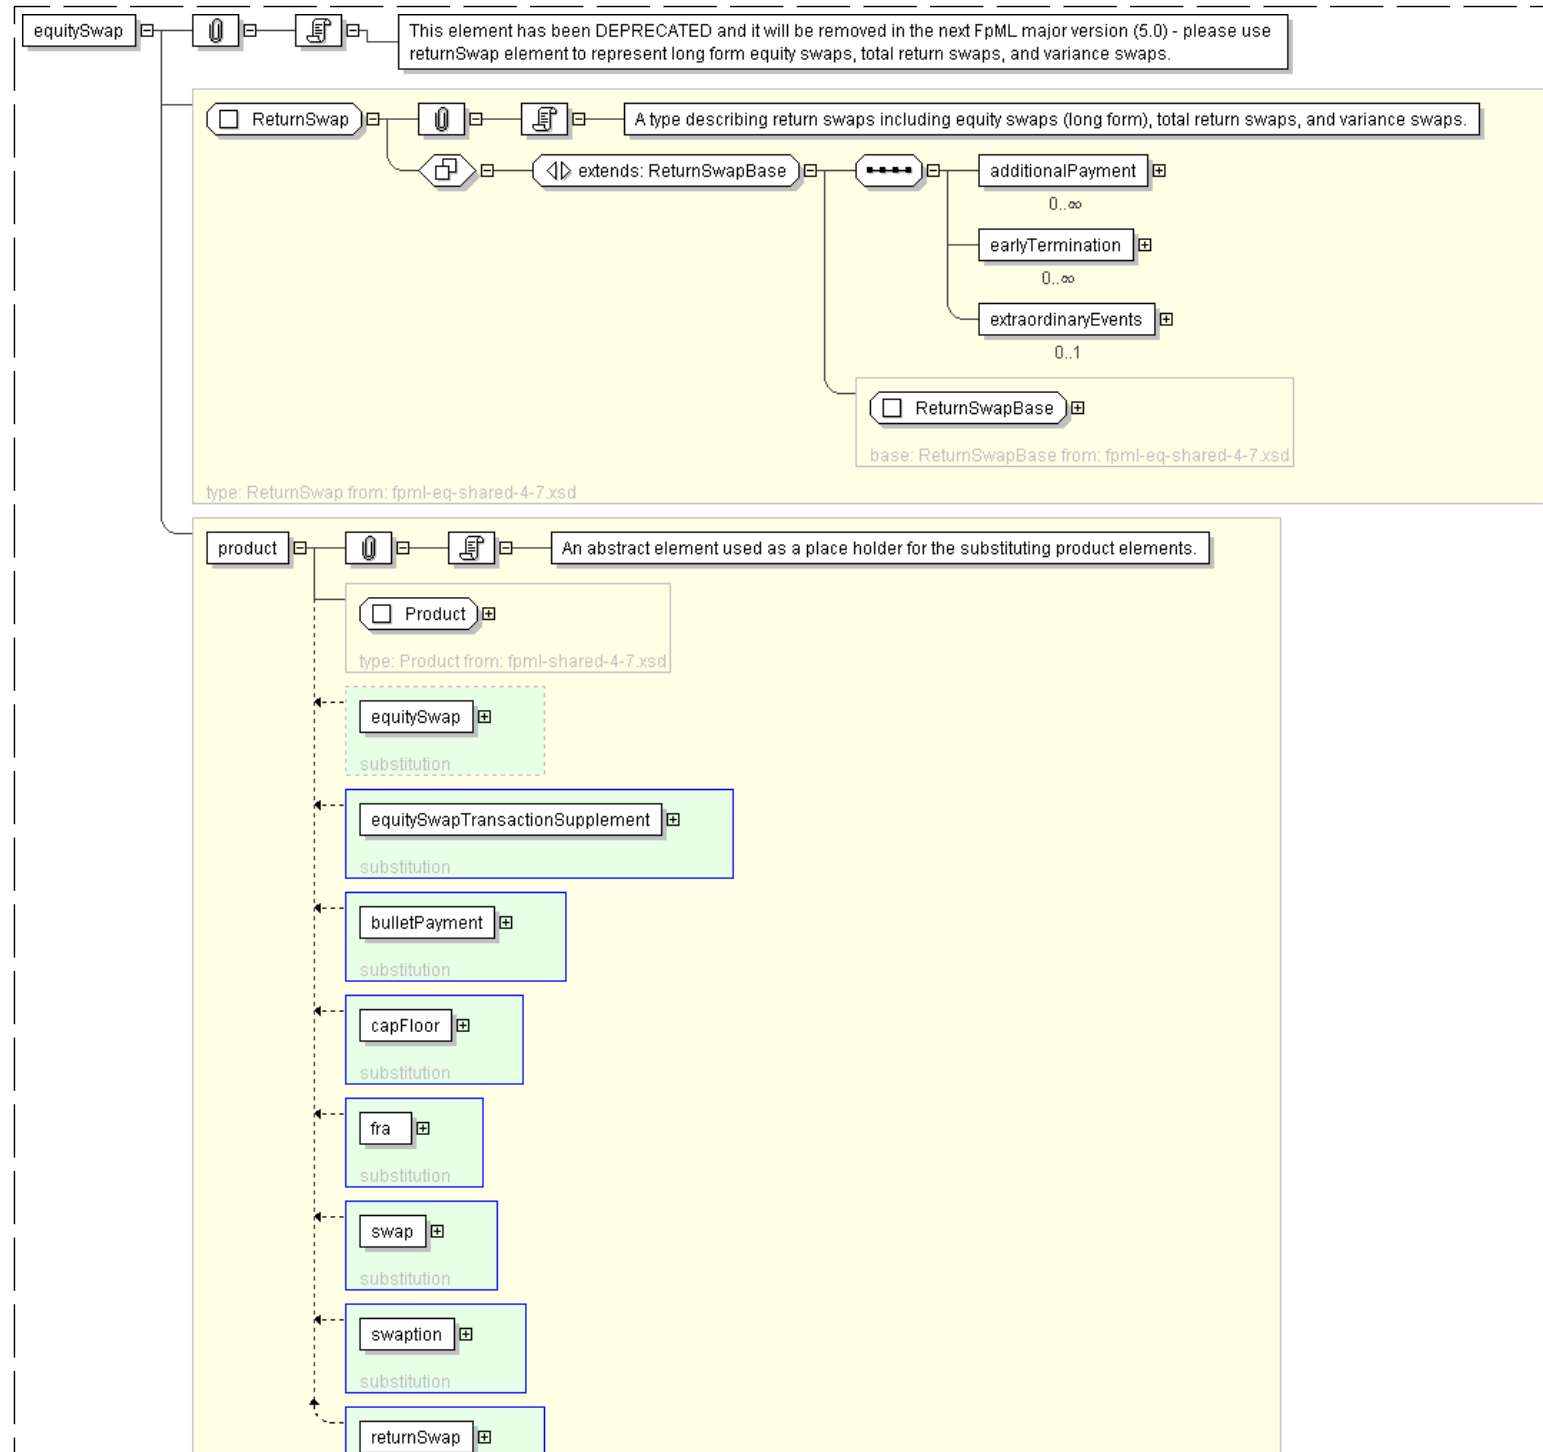 equitySwap
This element has been DEPRECATED and it will be removed in the next FpML major version (5.0) - please use
returnSwap element to represent long form equity swaps, total return swaps, and variance swaps.
ReturnSwap
A type describing return swaps including equity swaps (long form), total return swaps, and variance swaps.
extends: ReturnSwapBase
additionalPayment
0..∞
earlyTermination
0..∞
extraordinaryEvents
0..1
ReturnSwapBase
base: ReturnSwapBase from: fpml-eq-shared-4-7.xsd
type: ReturnSwap from: fpml-eq-shared-4-7.xsd
product
An abstract element used as a place holder for the substituting product elements.
Product
type: Product from: fpml-shared-4-7.xsd
equitySwap
substitution
equitySwapTransactionSupplement
substitution
bulletPayment
substitution
capFloor
substitution
fra
substitution
swap
substitution
swaption
substitution
returnSwap